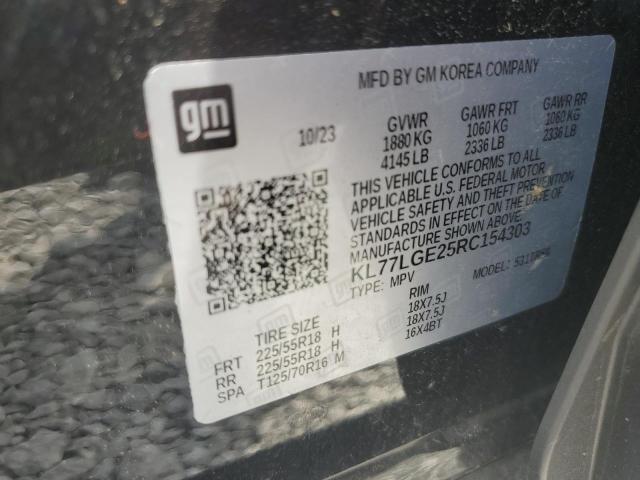 MFD BY GM KOREA COMPANY
gm
10/23
GVWR GAWR FRT GAWR RR
1880 KG 1060 KG 1060 KG
4145 LB 2336 LB 2336 LB
THIS VEHICLE CONFORMS TO ALL
APPLICABLE U.S. FEDERAL MOTOR
VEHICLE SAFETY AND THEFT PREVENTION
STANDARDS IN EFFECT ON THE DATE OF
MANUFACTURE SHOWN ABOVE.
KL77LGE25RC154303
TYPE: MPV MODEL:
TIRE SIZE RIM
FRT 225/55R18 H 18X7.5J
RR 225/55R18 H 18X7.5J
SPA T125/70R16 M 16X4BT